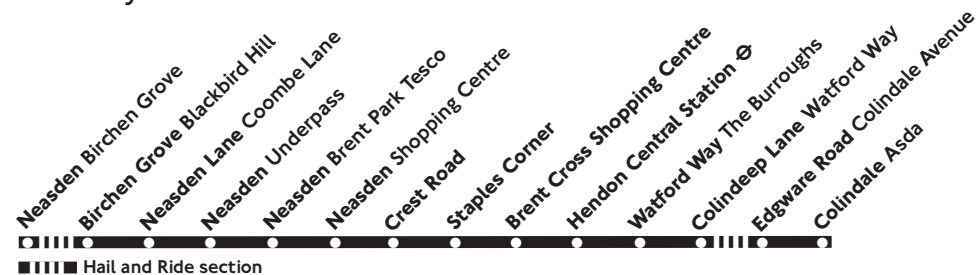 Neasden Birchen Grove
Birchen Grove Blackbird Hill
Neasden Lane Coombe Lane
Neasden Underpass
Neasden Brent Park Tesco
Neasden Shopping Centre
Crest Road
Staples Corner
Brent Cross Shopping Centre
Hendon Central Station
Watford Way The Burroughs
Colindeep Lane Watford Way
Edgware Road Colindale Avenue
Colindale Asda
Hail and Ride section